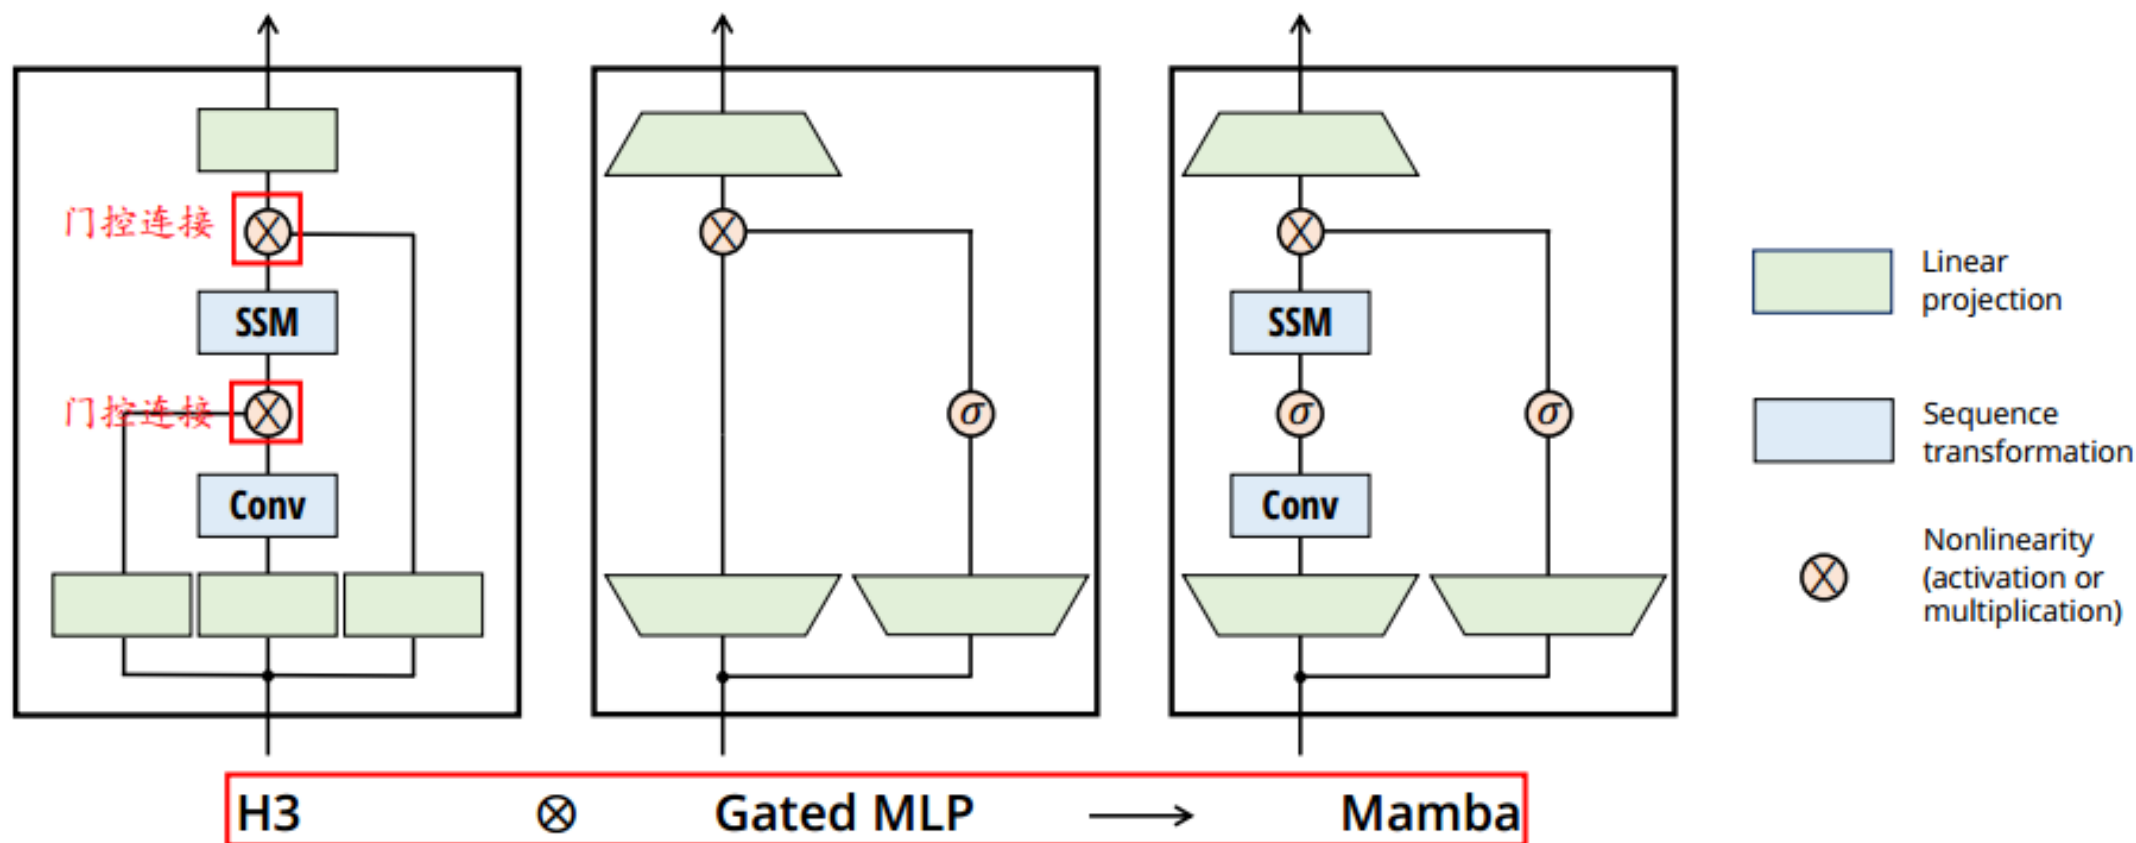 门控连接
SSM
门控连接
Conv
SSM
σ
σ
σ
Conv
Linear
projection
Sequence
transformation
Nonlinearity
(activation or
multiplication)
H3 ⊗ Gated MLP → Mamba